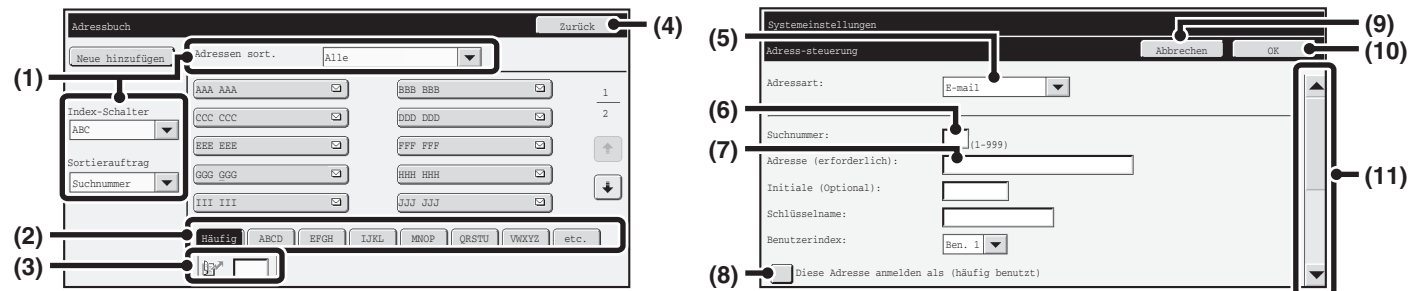 Adressbuch
Zurück
(4)
Neue hinzufügen
Adressen sort.
Alle
(1)
AAA AAA
BBB BBB
1
Index-Schalter
CCC CCC
DDD DDD
2
ABC
EEE EEE
FFF FFF
Sortierauftrag
GGG GGG
HHH HHH
Suchnummer
III III
JJJ JJJ
(2)
Häufig
ABCD
EFGH
IJKL
MNOP
QRSTU
VWXYZ
etc.
(3)
Systemeinstellungen
(9)
(5)
Adress-steuerung
Abbrechen
OK
(10)
Adressart:
E-mail
(6)
Suchnummer:
(1-999)
(7)
Adresse (erforderlich):
(11)
Initiale (Optional):
Schlüsselname:
Benutzerindex:
Ben. 1
(8)
Diese Adresse anmelden als (häufig benutzt)